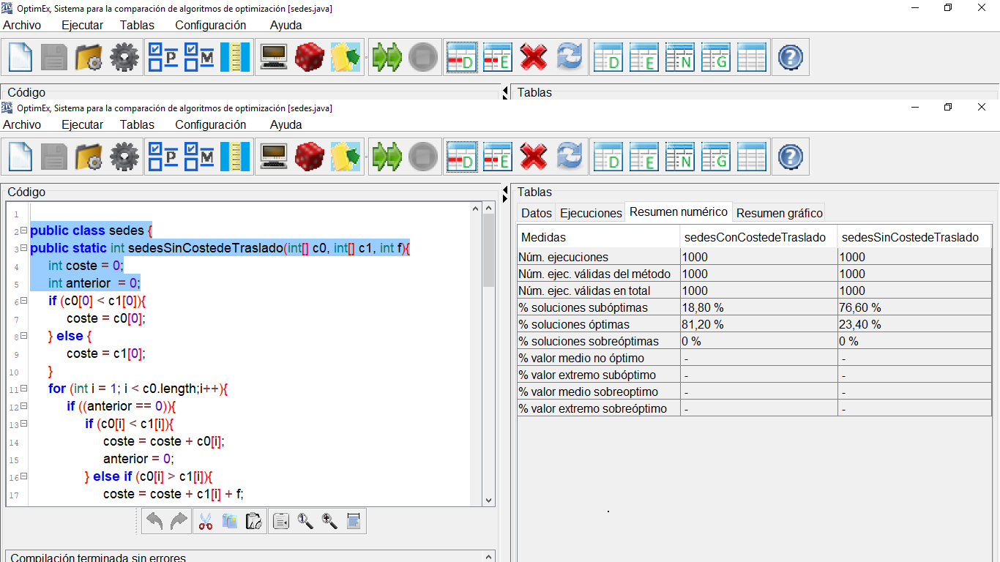 OptimEx, Sistema para la comparación de algoritmos de optimización [sedes.java]
Archivo Ejecutar Tablas Configuración Ayuda
P M D E D E N G ?
Código Tablas
OptimEx, Sistema para la comparación de algoritmos de optimización [sedes.java]
Archivo Ejecutar Tablas Configuración Ayuda
P M D E D E N G ?
Código
1
2 public class sedes {
3 public static int sedesSinCostedeTraslado(int[] c0, int[] c1, int f){
4 int coste = 0;
5 int anterior  = 0;
6 if (c0[0] < c1[0]){
7 coste = c0[0];
8 } else {
9 coste = c1[0];
10 }
11 for (int i = 1; i < c0.length;i++){
12 if ((anterior == 0)){
13 if (c0[i] < c1[i]){
14 coste = coste + c0[i];
15 anterior = 0;
16 } else if (c0[i] > c1[i]){
17 coste = coste + c1[i] + f;
1
Compilación terminada sin errores
Tablas
Datos Ejecuciones Resumen numérico Resumen gráfico
Medidas sedesConCostedeTraslado sedesSinCostedeTraslado
Núm. ejecuciones 1000 1000
Núm. ejec. válidas del método 1000 1000
Núm. ejec. válidas en total 1000 1000
% soluciones subóptimas 18,80 % 76,60 %
% soluciones óptimas 81,20 % 23,40 %
% soluciones sobreóptimas 0 % 0 %
% valor medio no óptimo - -
% valor extremo subóptimo - -
% valor medio sobreoptimo - -
% valor extremo sobreóptimo - -